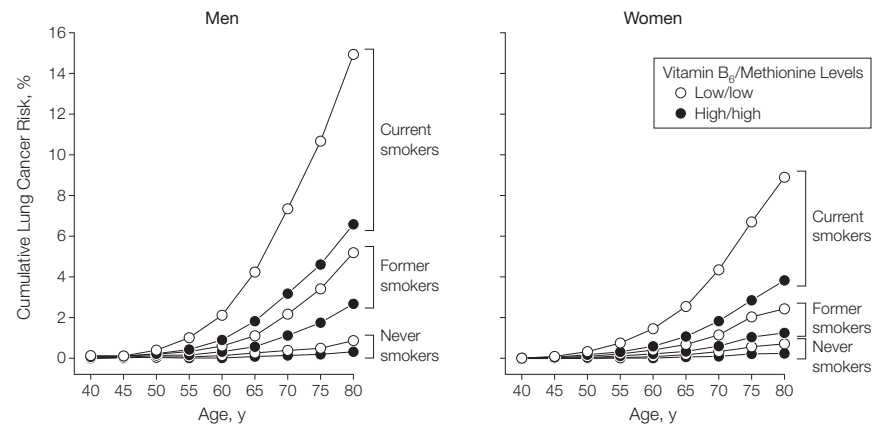 Men
Women
Cumulative Lung Cancer Risk, %
16
14
12
10
8
6
4
2
0
Current
smokers
Former
smokers
Never
smokers
40 45 50 55 60 65 70 75 80
Age, y
Vitamin B₆/Methionine Levels
Low/low
High/high
Current
smokers
Former
smokers
Never
smokers
40 45 50 55 60 65 70 75 80
Age, y